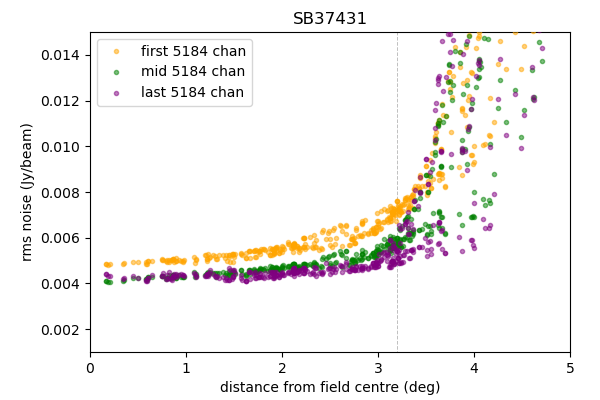 SB37431
first 5184 chan
mid 5184 chan
last 5184 chan
rms noise (Jy/beam)
0.014
0.012
0.010
0.008
0.006
0.004
0.002
0 1 2 3 4 5
distance from field centre (deg)